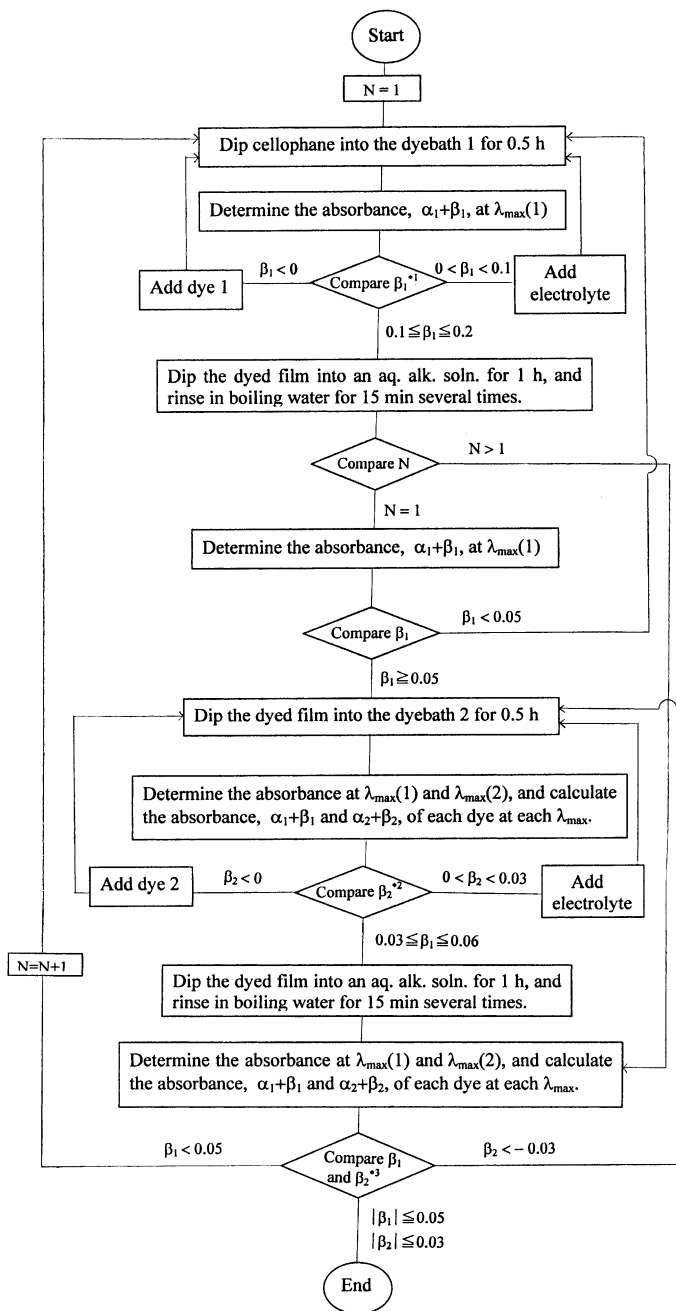 Start
N = 1
Dip cellophane into the dyebath 1 for 0.5 h
Determine the absorbance, α₁+β₁, at λmax(1)
β₁ < 0
Compare β₁*¹
0 < β₁ < 0.1
Add dye 1
Add
electrolyte
0.1 ≦ β₁ ≦ 0.2
Dip the dyed film into an aq. alk. soln. for 1 h, and
rinse in boiling water for 15 min several times.
Compare N
N > 1
N = 1
Determine the absorbance, α₁+β₁, at λmax(1)
Compare β₁
β₁ < 0.05
β₁ ≧ 0.05
Dip the dyed film into the dyebath 2 for 0.5 h
Determine the absorbance at λmax(1) and λmax(2), and calculate
the absorbance, α₁+β₁ and α₂+β₂, of each dye at each λmax.
Add dye 2
β₂ < 0
Compare β₂*²
0 < β₂ < 0.03
Add
electrolyte
0.03 ≦ β₁ ≦ 0.06
N=N+1
Dip the dyed film into an aq. alk. soln. for 1 h, and
rinse in boiling water for 15 min several times.
Determine the absorbance at λmax(1) and λmax(2), and calculate
the absorbance, α₁+β₁ and α₂+β₂, of each dye at each λmax.
β₁ < 0.05
Compare β₁
and β₂*³
β₂ < - 0.03
|β₁| ≦ 0.05
|β₂| ≦ 0.03
End